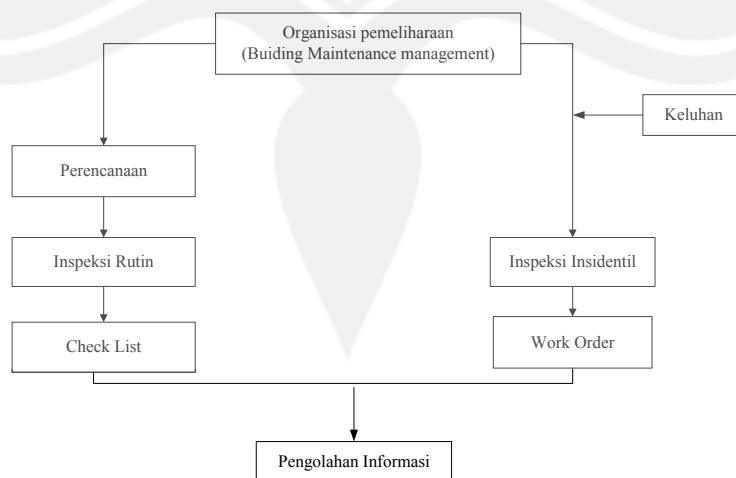 Organisasi pemeliharaan
(Buiding Maintenance management)
Keluhan
Perencanaan
Inspeksi Rutin
Inspeksi Insidentil
Check List
Work Order
Pengolahan Informasi